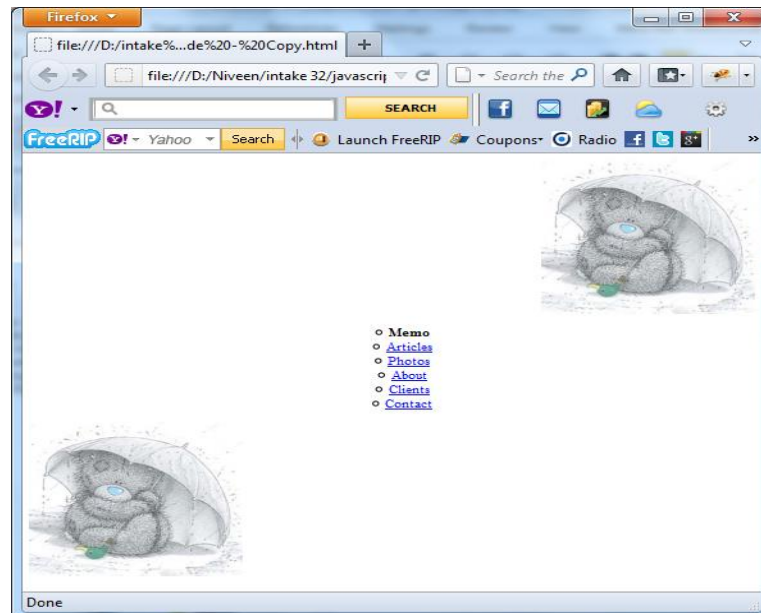 Firefox
file:///D:/intake%...de%20-%20Copy.html +
file:///D:/Niveen/intake 32/javascrip Search the
Y! SEARCH
FreeRIP Y! Yahoo Search Launch FreeRIP Coupons Radio f g+ »
Memo
Articles
Photos
About
Clients
Contact
Done